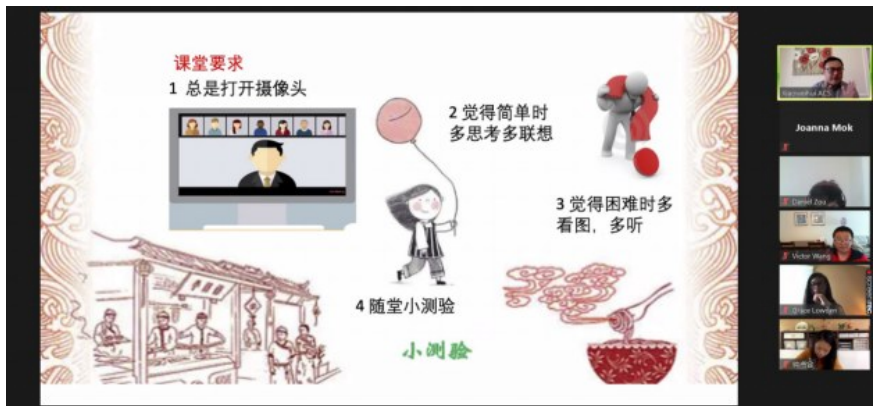 课堂要求
1 总是打开摄像头
2 觉得简单时
多思考多联想
3 觉得困难时多
看图，多听
4 随堂小测验
小测验
Joanna Mok
Daniel Zou
Victor Wang